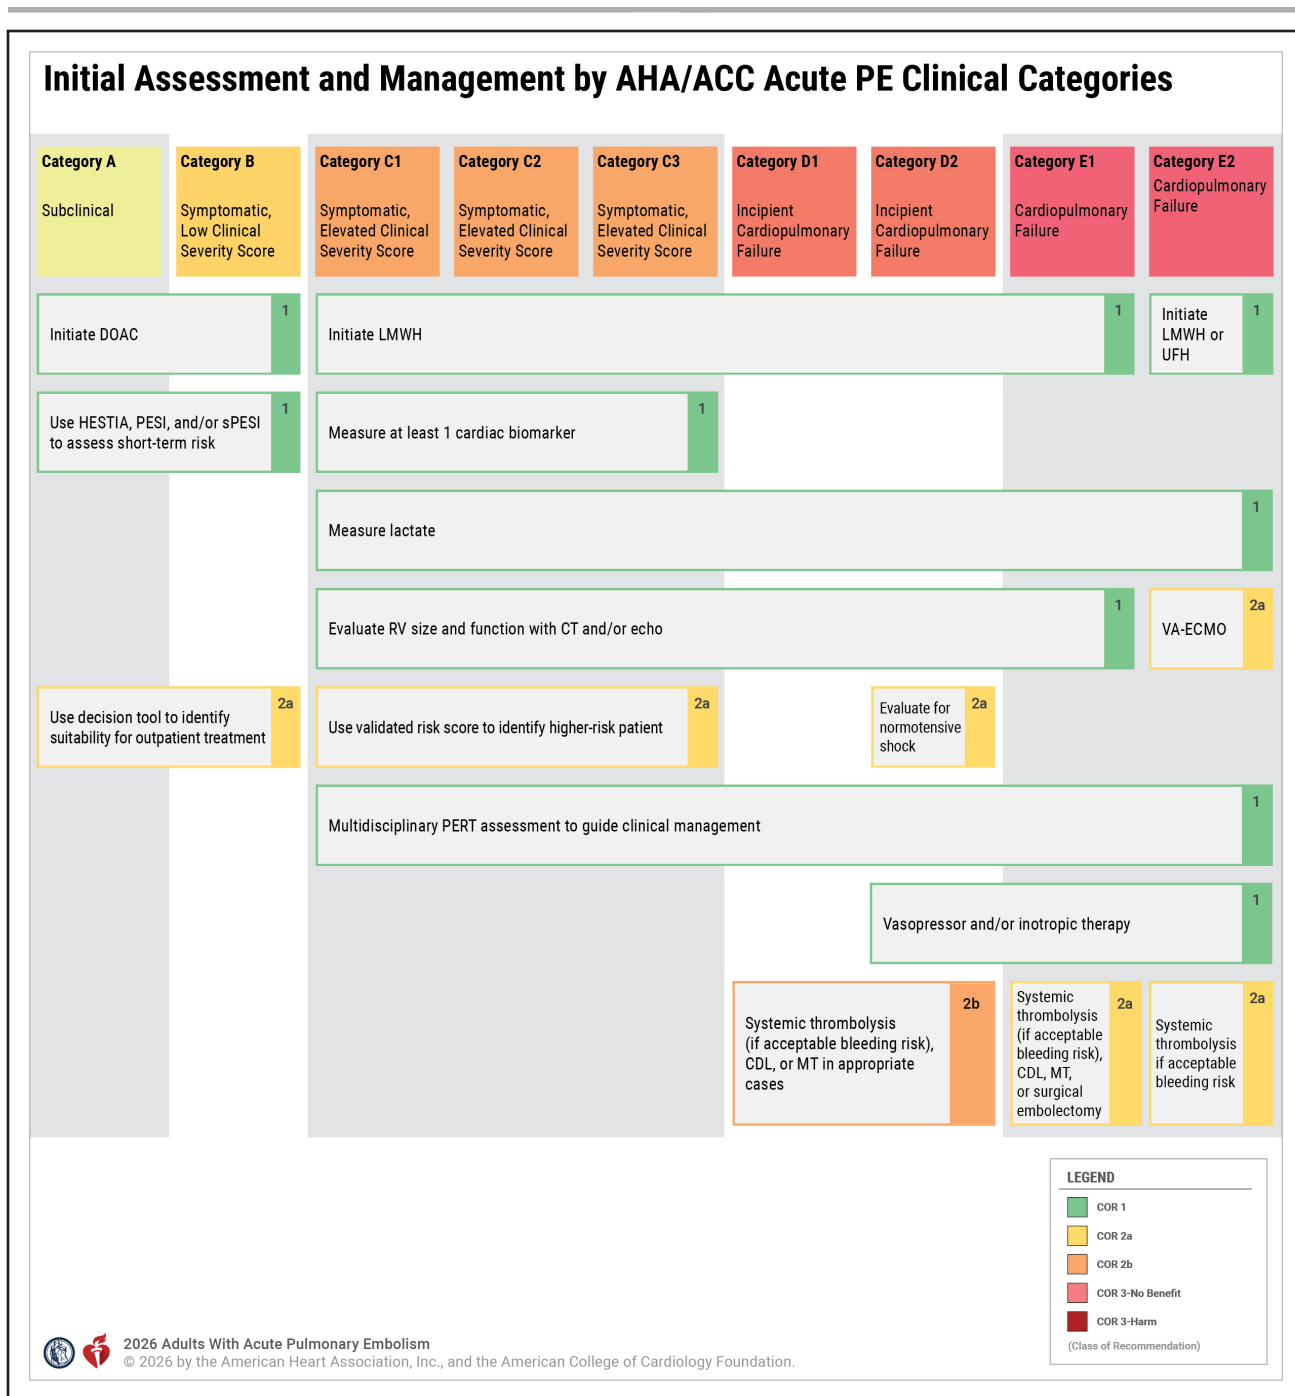 Initial Assessment and Management by AHA/ACC Acute PE Clinical Categories
Category A
Subclinical
Category B
Symptomatic,
Low Clinical
Severity Score
Category C1
Symptomatic,
Elevated Clinical
Severity Score
Category C2
Symptomatic,
Elevated Clinical
Severity Score
Category C3
Symptomatic,
Elevated Clinical
Severity Score
Category D1
Incipient
Cardiopulmonary
Failure
Category D2
Incipient
Cardiopulmonary
Failure
Category E1
Cardiopulmonary
Failure
Category E2
Cardiopulmonary
Failure
Initiate DOAC
1
Initiate LMWH
1
Initiate
LMWH or
UFH
1
Use HESTIA, PESI, and/or sPESI
to assess short-term risk
1
Measure at least 1 cardiac biomarker
1
Measure lactate
1
Evaluate RV size and function with CT and/or echo
1
VA-ECMO
2a
Use decision tool to identify
suitability for outpatient treatment
2a
Use validated risk score to identify higher-risk patient
2a
Evaluate for
normotensive
shock
2a
Multidisciplinary PERT assessment to guide clinical management
1
Vasopressor and/or inotropic therapy
1
Systemic thrombolysis
(if acceptable bleeding risk),
CDL, or MT in appropriate
cases
2b
Systemic
thrombolysis
(if acceptable
bleeding risk),
CDL, MT,
or surgical
embolectomy
2a
Systemic
thrombolysis
if acceptable
bleeding risk
2a
LEGEND
COR 1
COR 2a
COR 2b
COR 3-No Benefit
COR 3-Harm
(Class of Recommendation)
2026 Adults With Acute Pulmonary Embolism
© 2026 by the American Heart Association, Inc., and the American College of Cardiology Foundation.